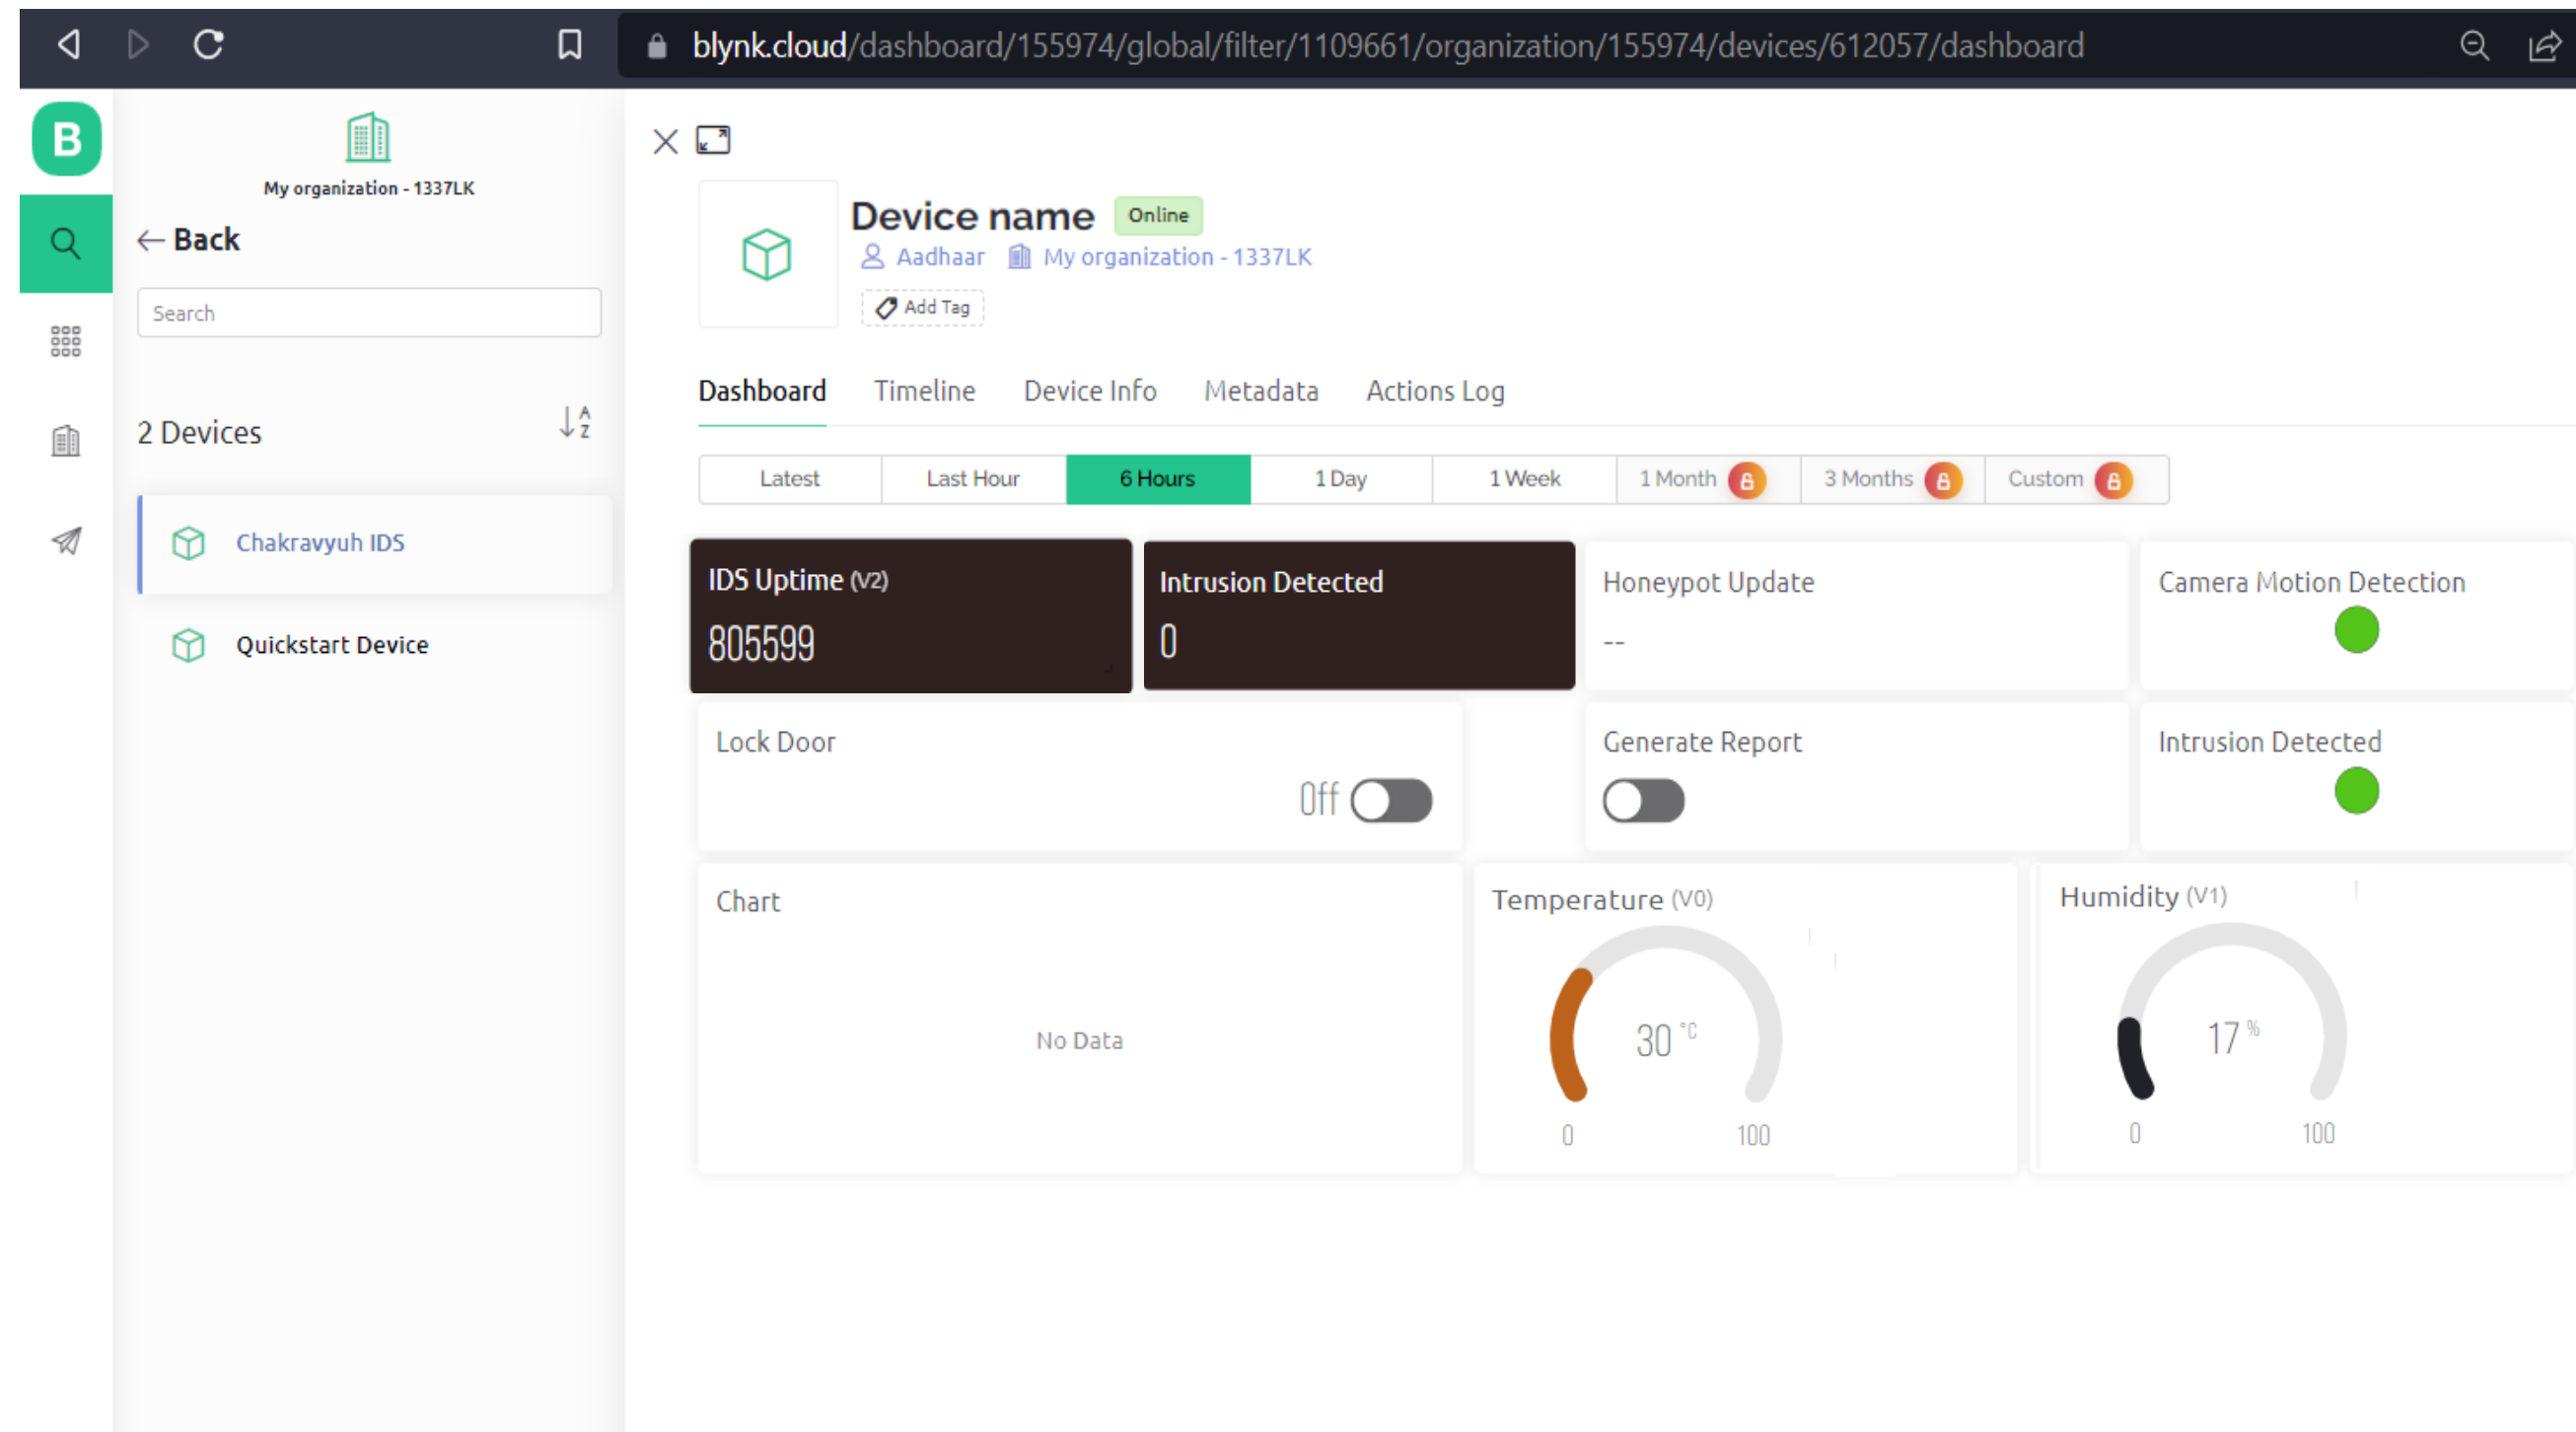 blynk.cloud/dashboard/155974/global/filter/1109661/organization/155974/devices/612057/dashboard
B
My organization - 1337LK
Back
Search
2 Devices
A
Z
Chakravyuh IDS
Quickstart Device
Device name Online
Aadhaar My organization - 1337LK
Add Tag
Dashboard Timeline Device Info Metadata Actions Log
Latest Last Hour 6 Hours 1 Day 1 Week 1 Month 3 Months Custom
IDS Uptime (V2)
805599
Intrusion Detected
0
Honeypot Update
--
Camera Motion Detection
Lock Door
Off
Generate Report
Intrusion Detected
Chart
No Data
Temperature (V0)
30 °C
0 100
Humidity (V1)
17 %
0 100